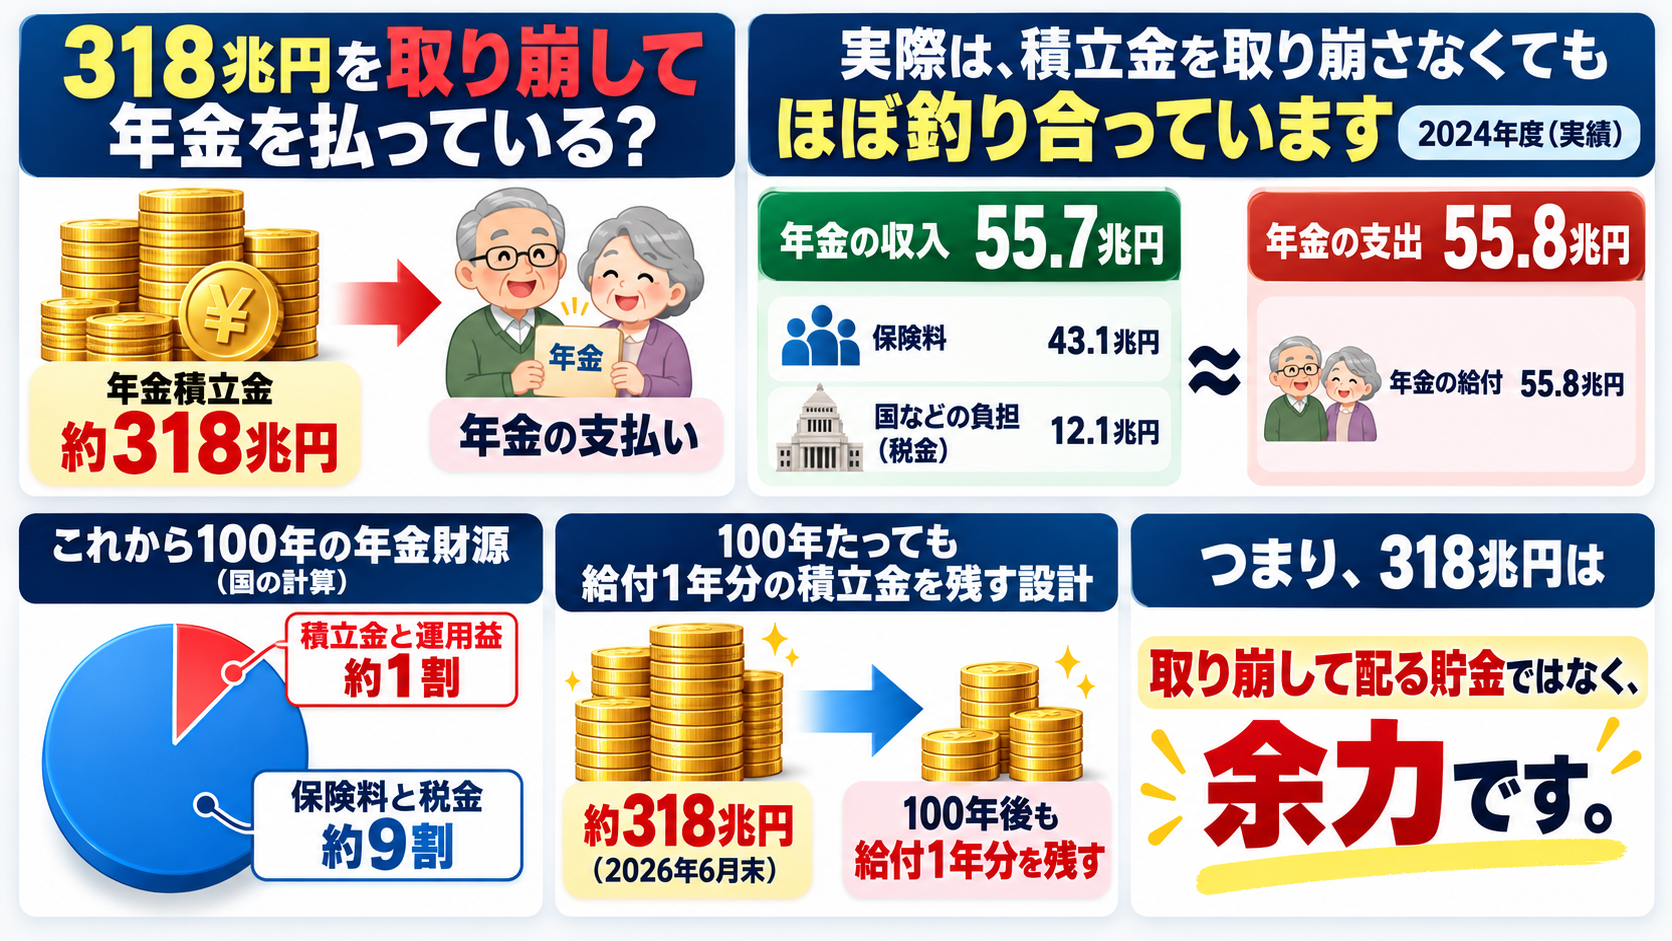 318兆円を取り崩して
年金を払っている?
年金積立金
約318兆円
年金
年金の支払い
実際は、積立金を取り崩さなくても
ほぼ釣り合っています
2024年度(実績)
年金の収入 55.7兆円
保険料 43.1兆円
国などの負担
(税金)
12.1兆円
≈
年金の支出 55.8兆円
年金の給付 55.8兆円
これから100年の年金財源
(国の計算)
積立金と運用益
約1割
保険料と税金
約9割
100年たっても
給付1年分の積立金を残す設計
約318兆円
(2026年6月末)
100年後も
給付1年分を残す
つまり、318兆円は
取り崩して配る貯金ではなく、
余力です。